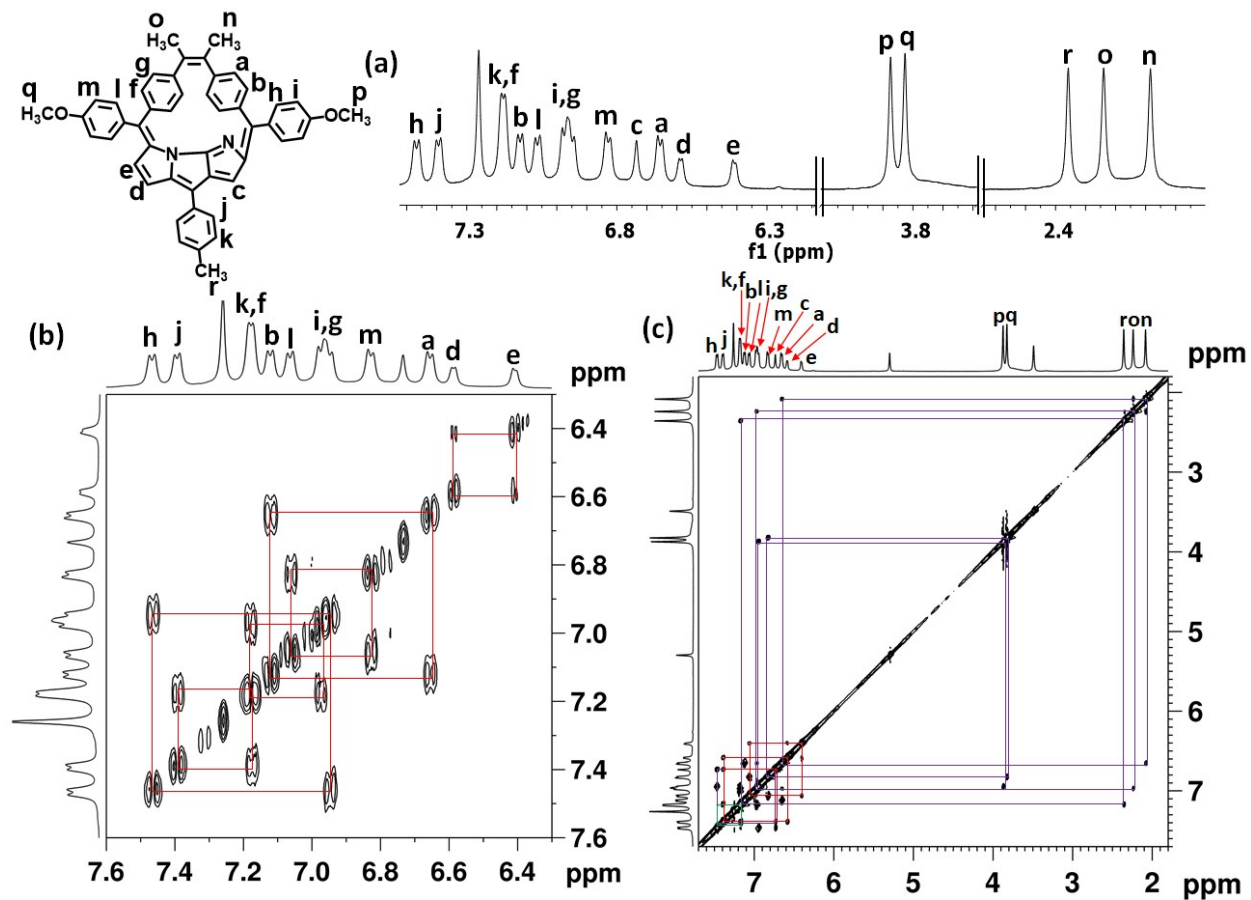 o n
H₃C CH₃
g a
m l f b h i
q p
H₃CO OCH₃
N N
e
d c
j
k
CH₃
r
(a)
h j k,f b l i,g m c a d e p q r o n
7.3 6.8 6.3 3.8 2.4
f1 (ppm)
(b)
h j k,f b l i,g m a d e
ppm
6.4
6.6
6.8
7.0
7.2
7.4
7.6
7.6 7.4 7.2 7.0 6.8 6.6 6.4
ppm
(c)
k,f b l i,g
c
m a
d
h j e pq ron
ppm
3
4
5
6
7
7 6 5 4 3 2 ppm